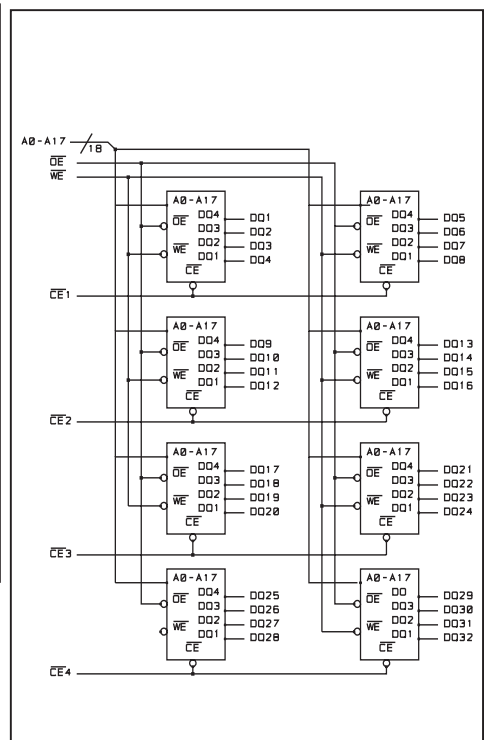 A0-A17
18
OE
WE
A0-A17
OE
WE
DQ4
DQ3
DQ2
DQ1
CE
DQ1
DQ2
DQ3
DQ4
A0-A17
OE
WE
DQ4
DQ3
DQ2
DQ1
CE
DQ5
DQ6
DQ7
DQ8
CE1
A0-A17
OE
WE
DQ4
DQ3
DQ2
DQ1
CE
DQ9
DQ10
DQ11
DQ12
A0-A17
OE
WE
DQ4
DQ3
DQ2
DQ1
CE
DQ13
DQ14
DQ15
DQ16
CE2
A0-A17
OE
WE
DQ4
DQ3
DQ2
DQ1
CE
DQ17
DQ18
DQ19
DQ20
A0-A17
OE
WE
DQ4
DQ3
DQ2
DQ1
CE
DQ21
DQ22
DQ23
DQ24
CE3
A0-A17
OE
WE
DQ4
DQ3
DQ2
DQ1
CE
DQ25
DQ26
DQ27
DQ28
A0-A17
OE
WE
DQ
DQ3
DQ2
DQ1
CE
DQ29
DQ30
DQ31
DQ32
CE4